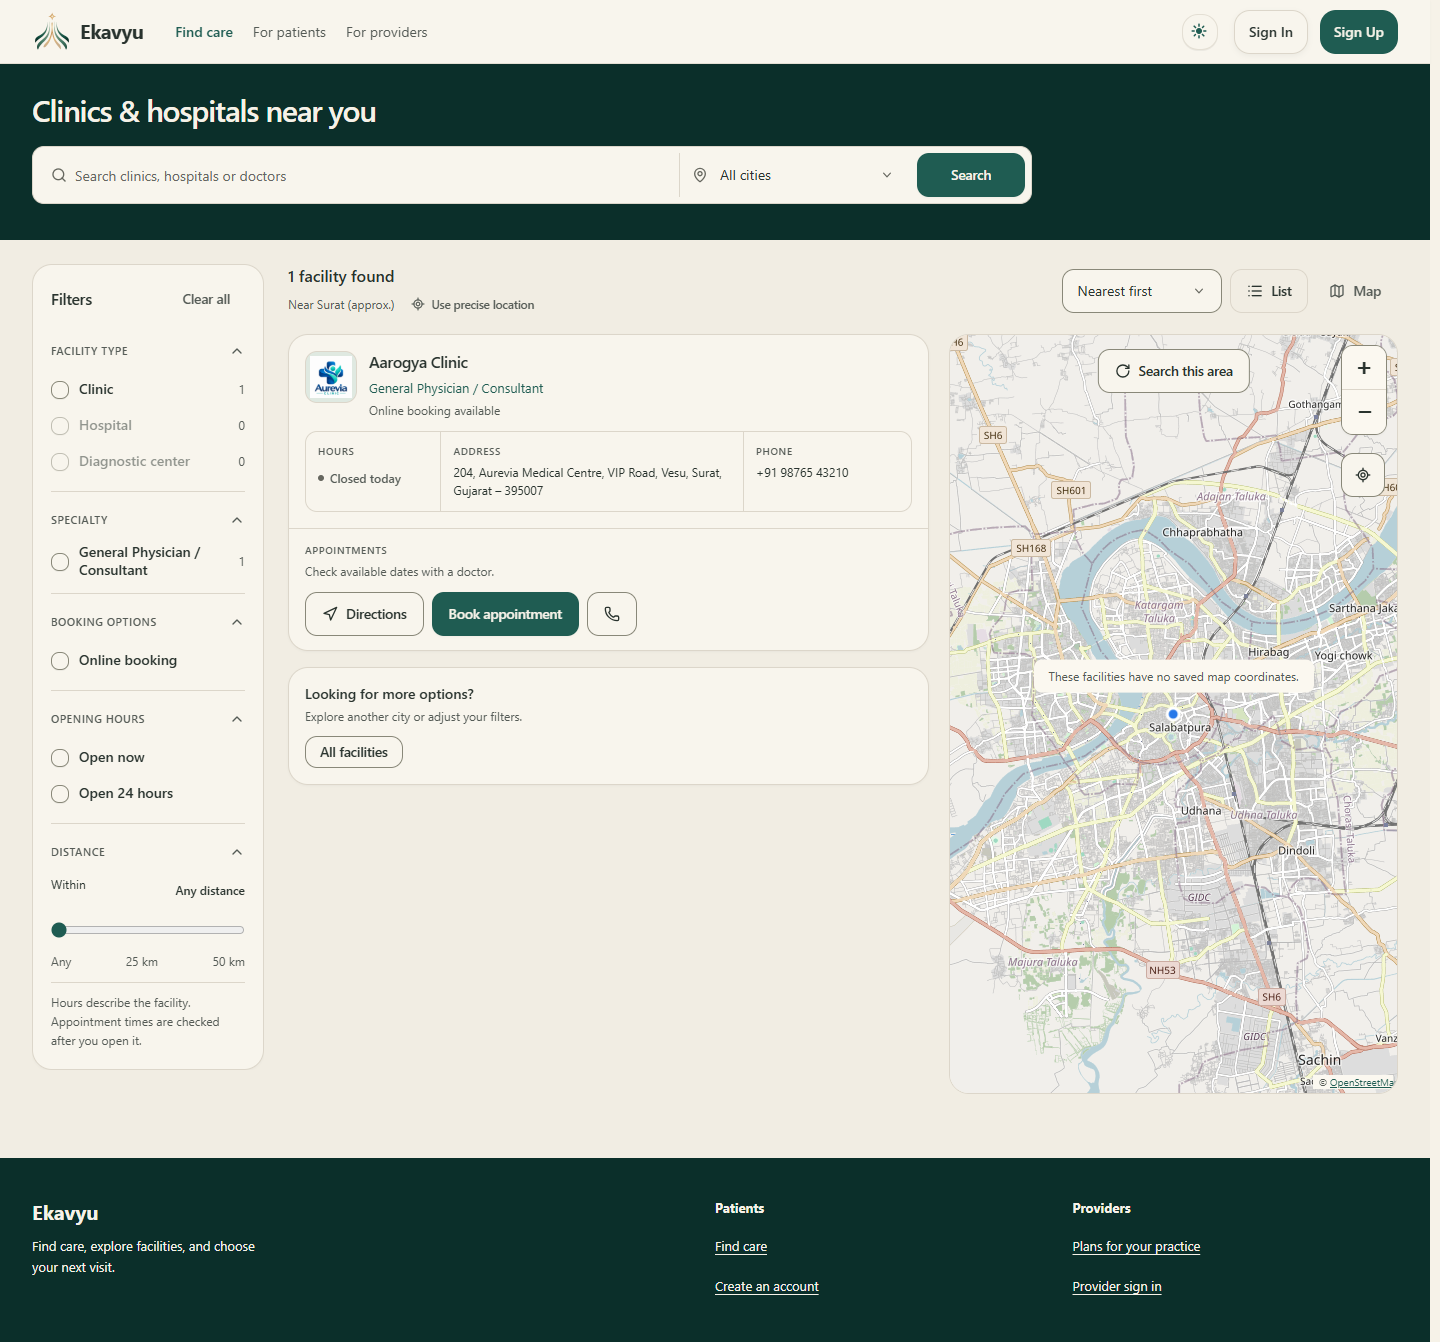 Ekavyu
Find care
For patients
For providers
Sign In
Sign Up
Clinics & hospitals near you
Search clinics, hospitals or doctors
All cities
Search
Filters
Clear all
FACILITY TYPE
Clinic 1
Hospital 0
Diagnostic center 0
SPECIALTY
General Physician /
Consultant 1
BOOKING OPTIONS
Online booking
OPENING HOURS
Open now
Open 24 hours
DISTANCE
Within
Any distance
Any 25 km 50 km
Hours describe the facility.
Appointment times are checked
after you open it.
1 facility found
Near Surat (approx.)
Use precise location
Nearest first
List
Map
Aurevia
Aarogya Clinic
General Physician / Consultant
Online booking available
HOURS
Closed today
ADDRESS
204, Aurevia Medical Centre, VIP Road, Vesu, Surat,
Gujarat – 395007
PHONE
+91 98765 43210
APPOINTMENTS
Check available dates with a doctor.
Directions
Book appointment
Looking for more options?
Explore another city or adjust your filters.
All facilities
Search this area
+
−
Gothangam
SH6
SH601
Adajan Taluka
SH168
Chhaprabhatha
Katargam
Taluka
Sarthana Jaka
Hirabag
Yogi chowk
These facilities have no saved map coordinates.
Salabatpura
Udhana
Udhna Taluka
Chorasi Taluka
Dindoli
GIDC
Majura Taluka
NH53
SH6
GIDC
Vanz
Sachin
© OpenStreetMa
Ekavyu
Find care, explore facilities, and choose
your next visit.
Patients
Find care
Create an account
Providers
Plans for your practice
Provider sign in